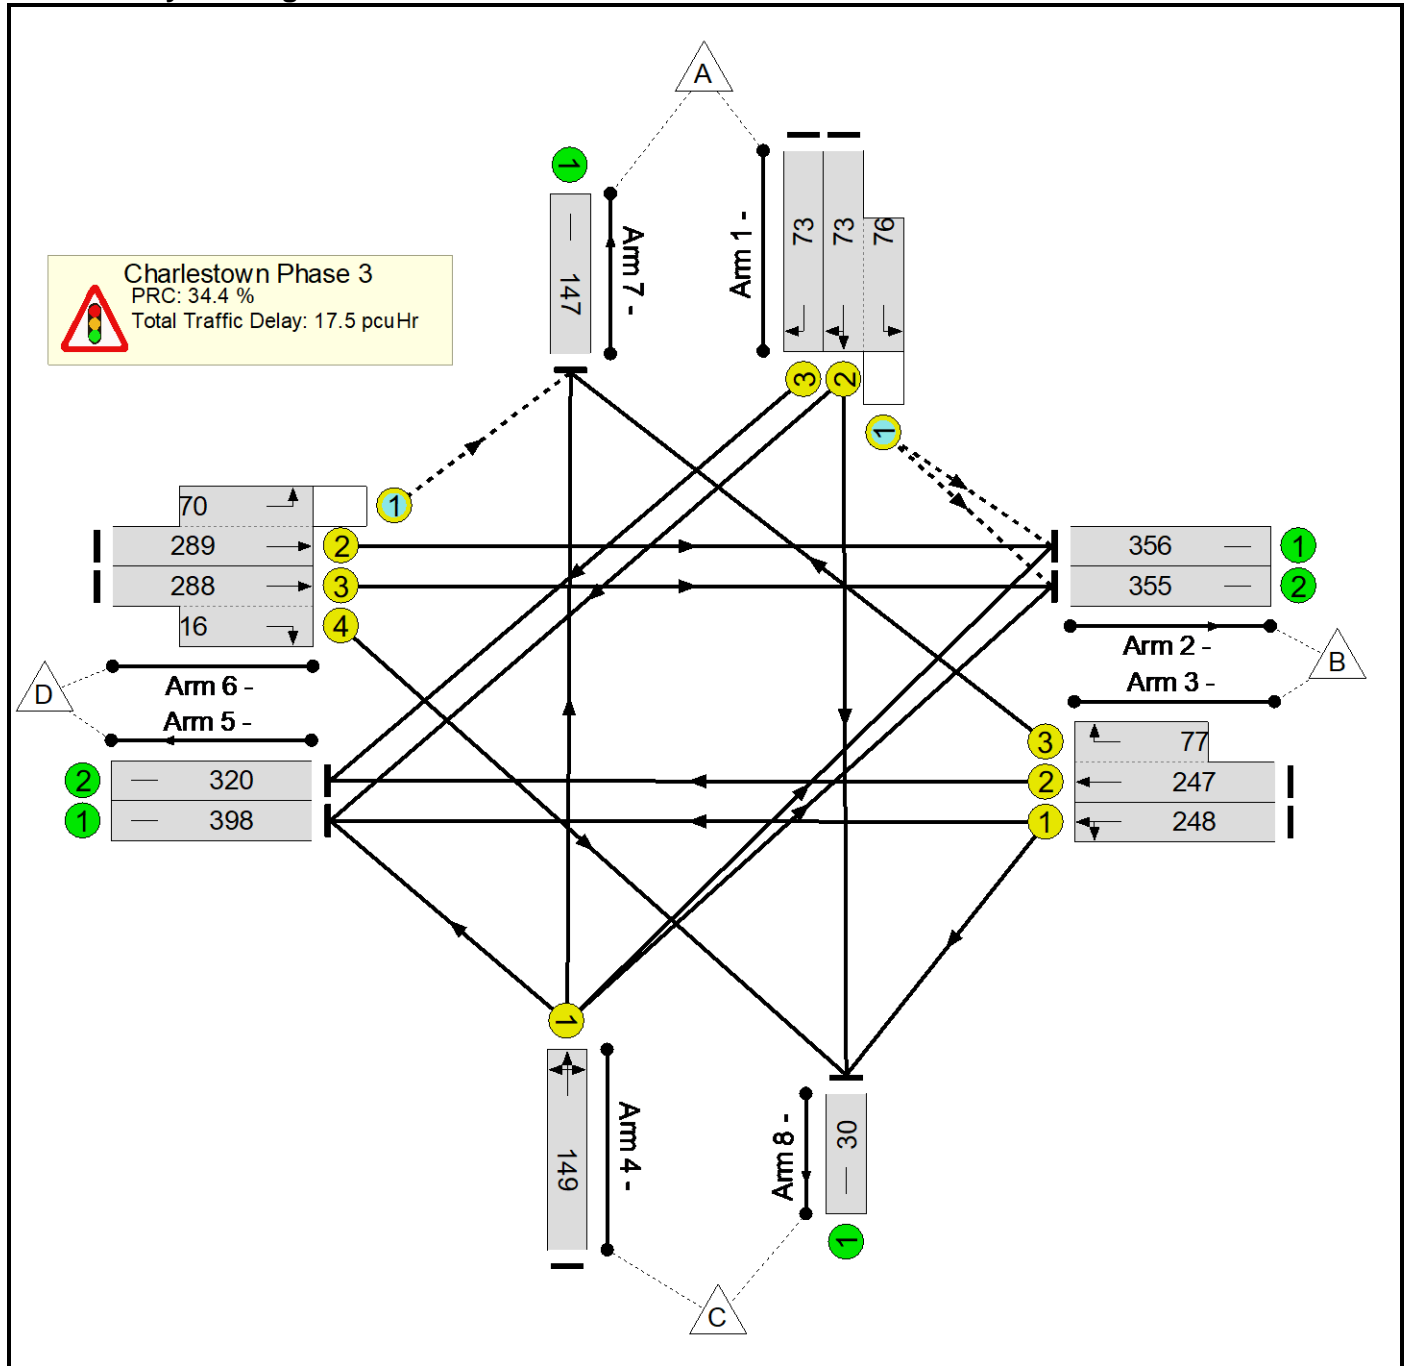 A
1
Arm 7 -
147
Arm 1 -
73
73
76
3
2
1
Charlestown Phase 3
PRC: 34.4 %
Total Traffic Delay: 17.5 pcuHr
70
1
289
2
288
3
16
4
356
1
355
2
Arm 2 -
Arm 3 -
B
D
Arm 6 -
Arm 5 -
2
320
1
398
3
77
2
247
1
248
1
Arm 4 -
149
Arm 8 -
30
1
C